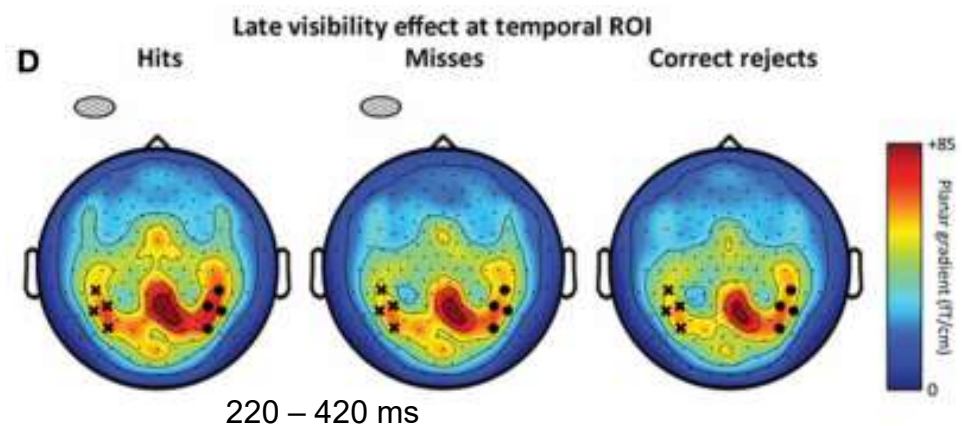 Late visibility effect at temporal ROI
D Hits Misses Correct rejects
+85
Planar gradient (fT/cm)
0
220 – 420 ms